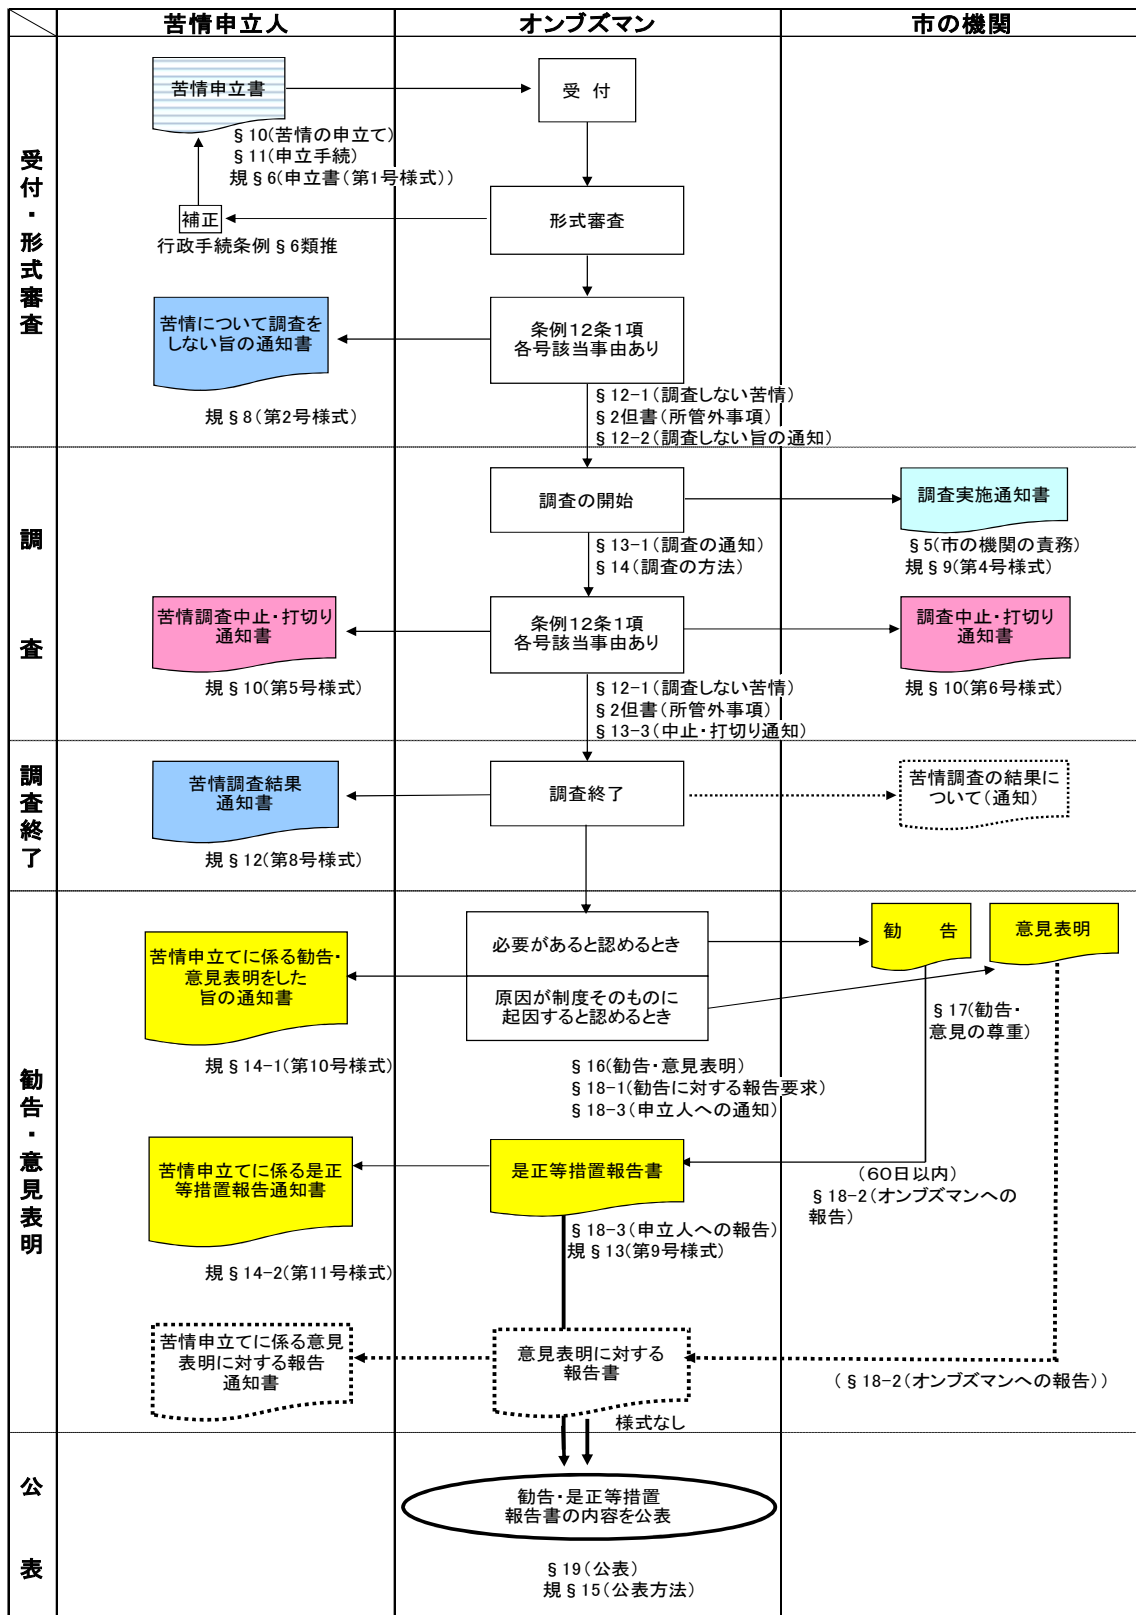 苦情申立人
オンブズマン
市の機関
受付・形式審査
苦情申立書
受 付
§10(苦情の申立て)
§11(申立手続)
規§6(申立書(第1号様式))
補正
形式審査
行政手続条例§6類推
苦情について調査を
しない旨の通知書
条例12条1項
各号該当事由あり
規§8(第2号様式)
§12-1(調査しない苦情)
§2但書(所管外事項)
§12-2(調査しない旨の通知)
調査
調査の開始
調査実施通知書
§13-1(調査の通知)
§14(調査の方法)
§5(市の機関の責務)
規§9(第4号様式)
苦情調査中止・打切り
通知書
条例12条1項
各号該当事由あり
調査中止・打切り
通知書
規§10(第5号様式)
§12-1(調査しない苦情)
§2但書(所管外事項)
§13-3(中止・打切り通知)
規§10(第6号様式)
調査終了
苦情調査結果
通知書
調査終了
苦情調査の結果に
ついて(通知)
規§12(第8号様式)
勧告・意見表明
苦情申立てに係る勧告・
意見表明をした
旨の通知書
必要があると認めるとき
原因が制度そのものに
起因すると認めるとき
勧 告
意見表明
§17(勧告・
意見の尊重)
規§14-1(第10号様式)
§16(勧告・意見表明)
§18-1(勧告に対する報告要求)
§18-3(申立人への通知)
苦情申立てに係る是正
等措置報告通知書
是正等措置報告書
(60日以内)
§18-2(オンブズマンへの
報告)
§18-3(申立人への報告)
規§13(第9号様式)
規§14-2(第11号様式)
苦情申立てに係る意見
表明に対する報告
通知書
意見表明に対する
報告書
(§18-2(オンブズマンへの報告))
様式なし
公表
勧告・是正等措置
報告書の内容を公表
§19(公表)
規§15(公表方法)